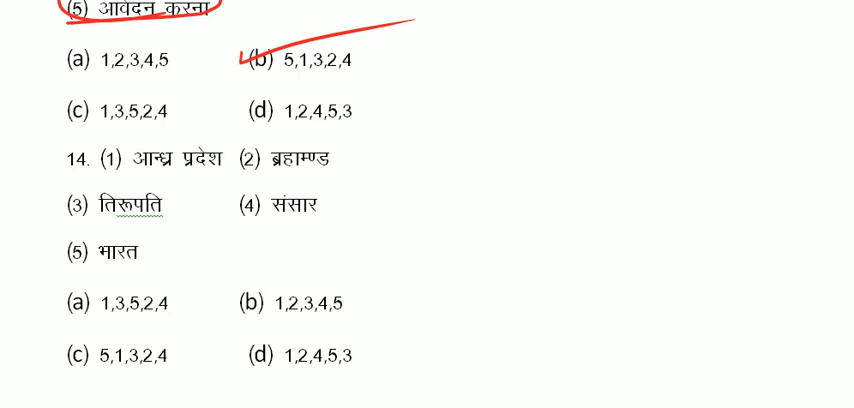 (5) आवेदन करना
(a) 1,2,3,4,5 (b) 5,1,3,2,4
(c) 1,3,5,2,4 (d) 1,2,4,5,3
14. (1) आन्ध्र प्रदेश (2) ब्रहाम्ण्ड
(3) तिरूपति (4) संसार
(5) भारत
(a) 1,3,5,2,4 (b) 1,2,3,4,5
(c) 5,1,3,2,4 (d) 1,2,4,5,3